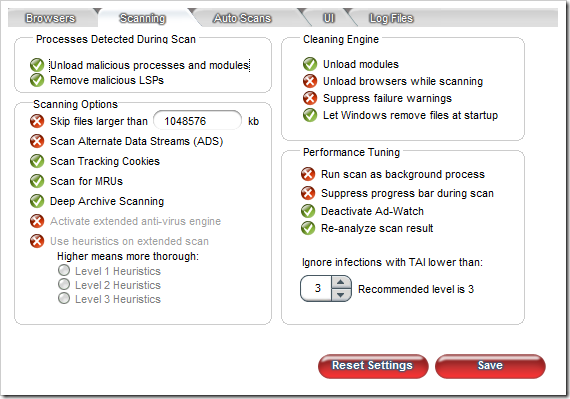 Browsers
Scanning
Auto Scans
UI
Log Files
Processes Detected During Scan
Unload malicious processes and modules
Remove malicious LSPs
Scanning Options
Skip files larger than 1048576 kb
Scan Alternate Data Streams (ADS)
Scan Tracking Cookies
Scan for MRUs
Deep Archive Scanning
Activate extended anti-virus engine
Use heuristics on extended scan
Higher means more thorough:
Level 1 Heuristics
Level 2 Heuristics
Level 3 Heuristics
Cleaning Engine
Unload modules
Unload browsers while scanning
Suppress failure warnings
Let Windows remove files at startup
Performance Tuning
Run scan as background process
Suppress progress bar during scan
Deactivate Ad-Watch
Re-analyze scan result
Ignore infections with TAI lower than:
3 Recommended level is 3
Reset Settings
Save